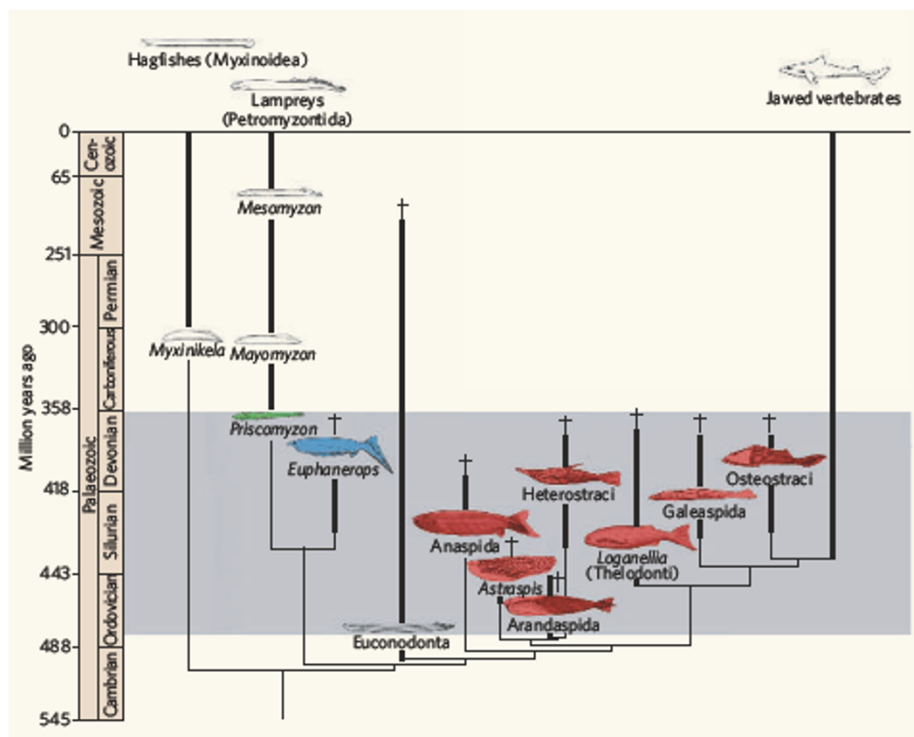 Hagfishes (Myxinoidea)
Lampreys
(Petromyzontida)
Jawed vertebrates
0
Cen-
ozoic
65
Mesozoic
Mesomyzon
251
Permian
300
Myxinikela
Mayomyzon
Carboniferous
Million years ago
358
Priscomyzon
Devonian
Euphanerops
Palaeozoic
Osteostraci
418
Heterostraci
Galeaspida
Silurian
Anaspida
Loganellia
(Thelodonti)
443
Astraspis
Ordovician
Arandaspida
Euconodonta
488
Cambrian
545